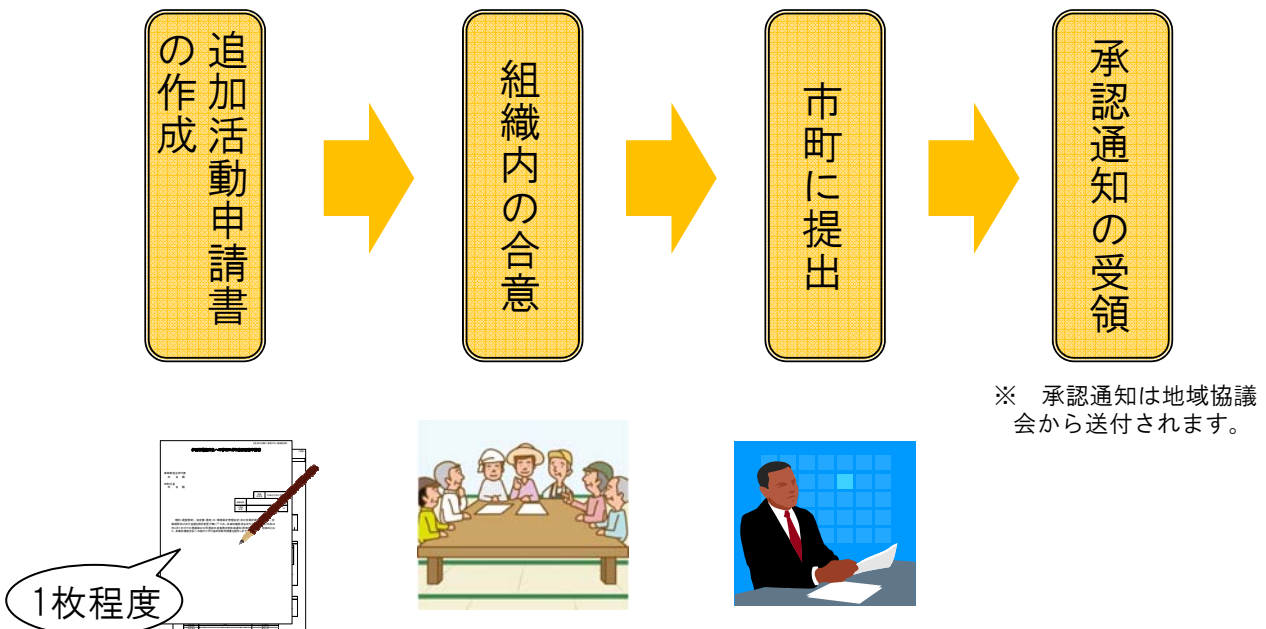 追加活動申請書
の作成
組織内の合意
市町に提出
承認通知の受領
※　承認通知は地域協議
会から送付されます。
1枚程度